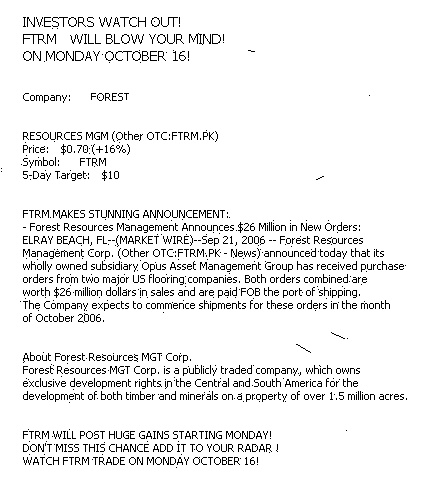 INVESTORS WATCH OUT!
FTRM WILL BLOW YOUR MIND!
ON MONDAY OCTOBER 16!
Company: FOREST
RESOURCES MGM (Other OTC:FTRM.PK)
Price: $0.70 (+16%)
Symbol: FTRM
5-Day Target: $10
FTRM MAKES STUNNING ANNOUNCEMENT:
- Forest Resources Management Announces $26 Million in New Orders:
ELRAY BEACH, FL--(MARKET WIRE)--Sep 21, 2006 -- Forest Resources
Management Corp. (Other OTC:FTRM.PK - News) announced today that its
wholly owned subsidiary Opus Asset Management Group has received purchase
orders from two major US flooring companies. Both orders combined are
worth $26 million dollars in sales and are paid FOB the port of shipping.
The Company expects to commence shipments for these orders in the month
of October 2006.
About Forest Resources MGT Corp.
Forest Resources MGT Corp. is a publicly traded company, which owns
exclusive development rights in the Central and South America for the
development of both timber and minerals on a property of over 1.5 million acres.
FTRM WILL POST HUGE GAINS STARTING MONDAY!
DON'T MISS THIS CHANCE ADD IT TO YOUR RADAR !
WATCH FTRM TRADE ON MONDAY OCTOBER 16!